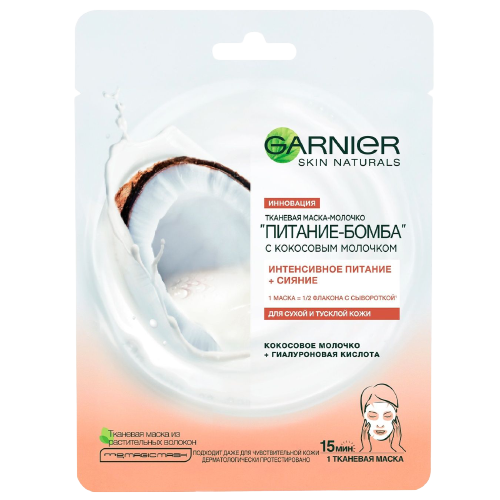 GARNIER
SKIN NATURALS
ИННОВАЦИЯ
ТКАНЕВАЯ МАСКА-МОЛОЧКО
"ПИТАНИЕ-БОМБА"
С КОКОСОВЫМ МОЛОЧКОМ
ИНТЕНСИВНОЕ ПИТАНИЕ
+ СИЯНИЕ
1 МАСКА = 1/2 ФЛАКОНА С СЫВОРОТКОЙ
ДЛЯ СУХОЙ И ТУСКЛОЙ КОЖИ
КОКОСОВОЕ МОЛОЧКО
+ ГИАЛУРОНОВАЯ КИСЛОТА
Тканевая маска из
растительных волокон
ПОДХОДИТ ДАЖЕ ДЛЯ ЧУВСТВИТЕЛЬНОЙ КОЖИ
ДЕРМАТОЛОГИЧЕСКИ ПРОТЕСТИРОВАНО
15 мин:
1 ТКАНЕВАЯ МАСКА